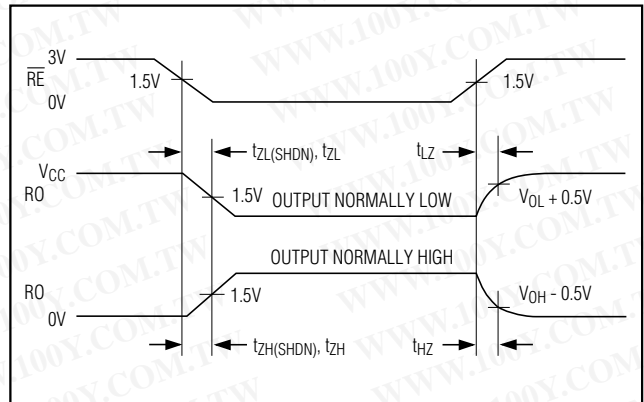 3V
RE
1.5V
1.5V
0V
tZL(SHDN), tZL
tLZ
VCC
RO
1.5V
OUTPUT NORMALLY LOW
VOL + 0.5V
OUTPUT NORMALLY HIGH
RO
1.5V
VOH - 0.5V
0V
tZH(SHDN), tZH
tHZ
WWW.100Y.COM.TW